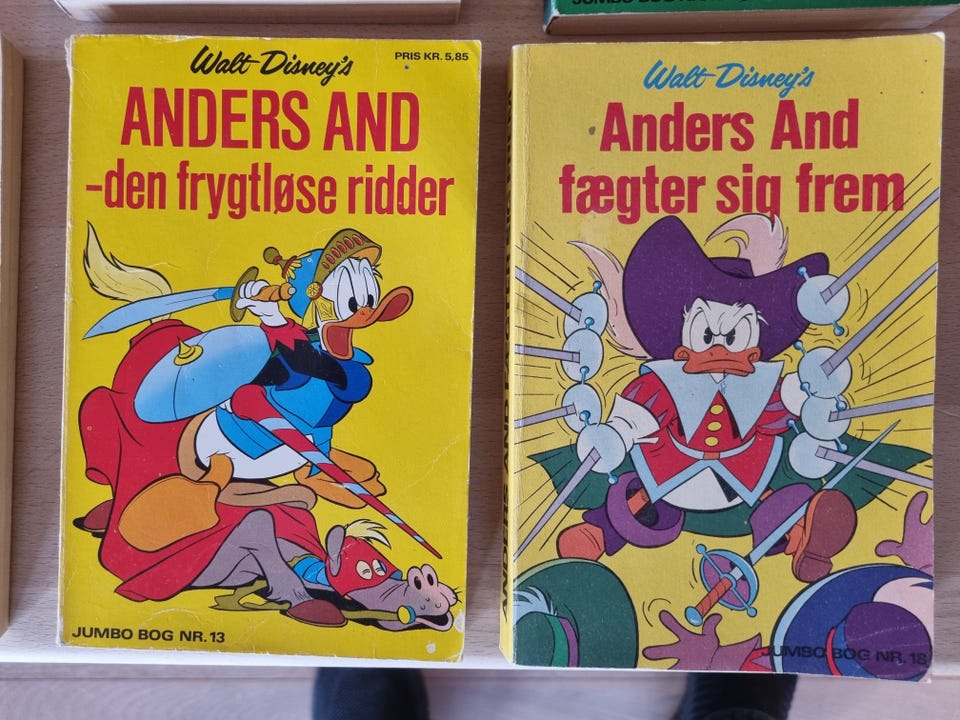 Walt Disney's
PRIS KR. 5,85
ANDERS AND
-den frygtløse ridder
JUMBO BOG NR. 13
Walt Disney's
Anders And
fægter sig frem
JUMBO BOG NR. 18